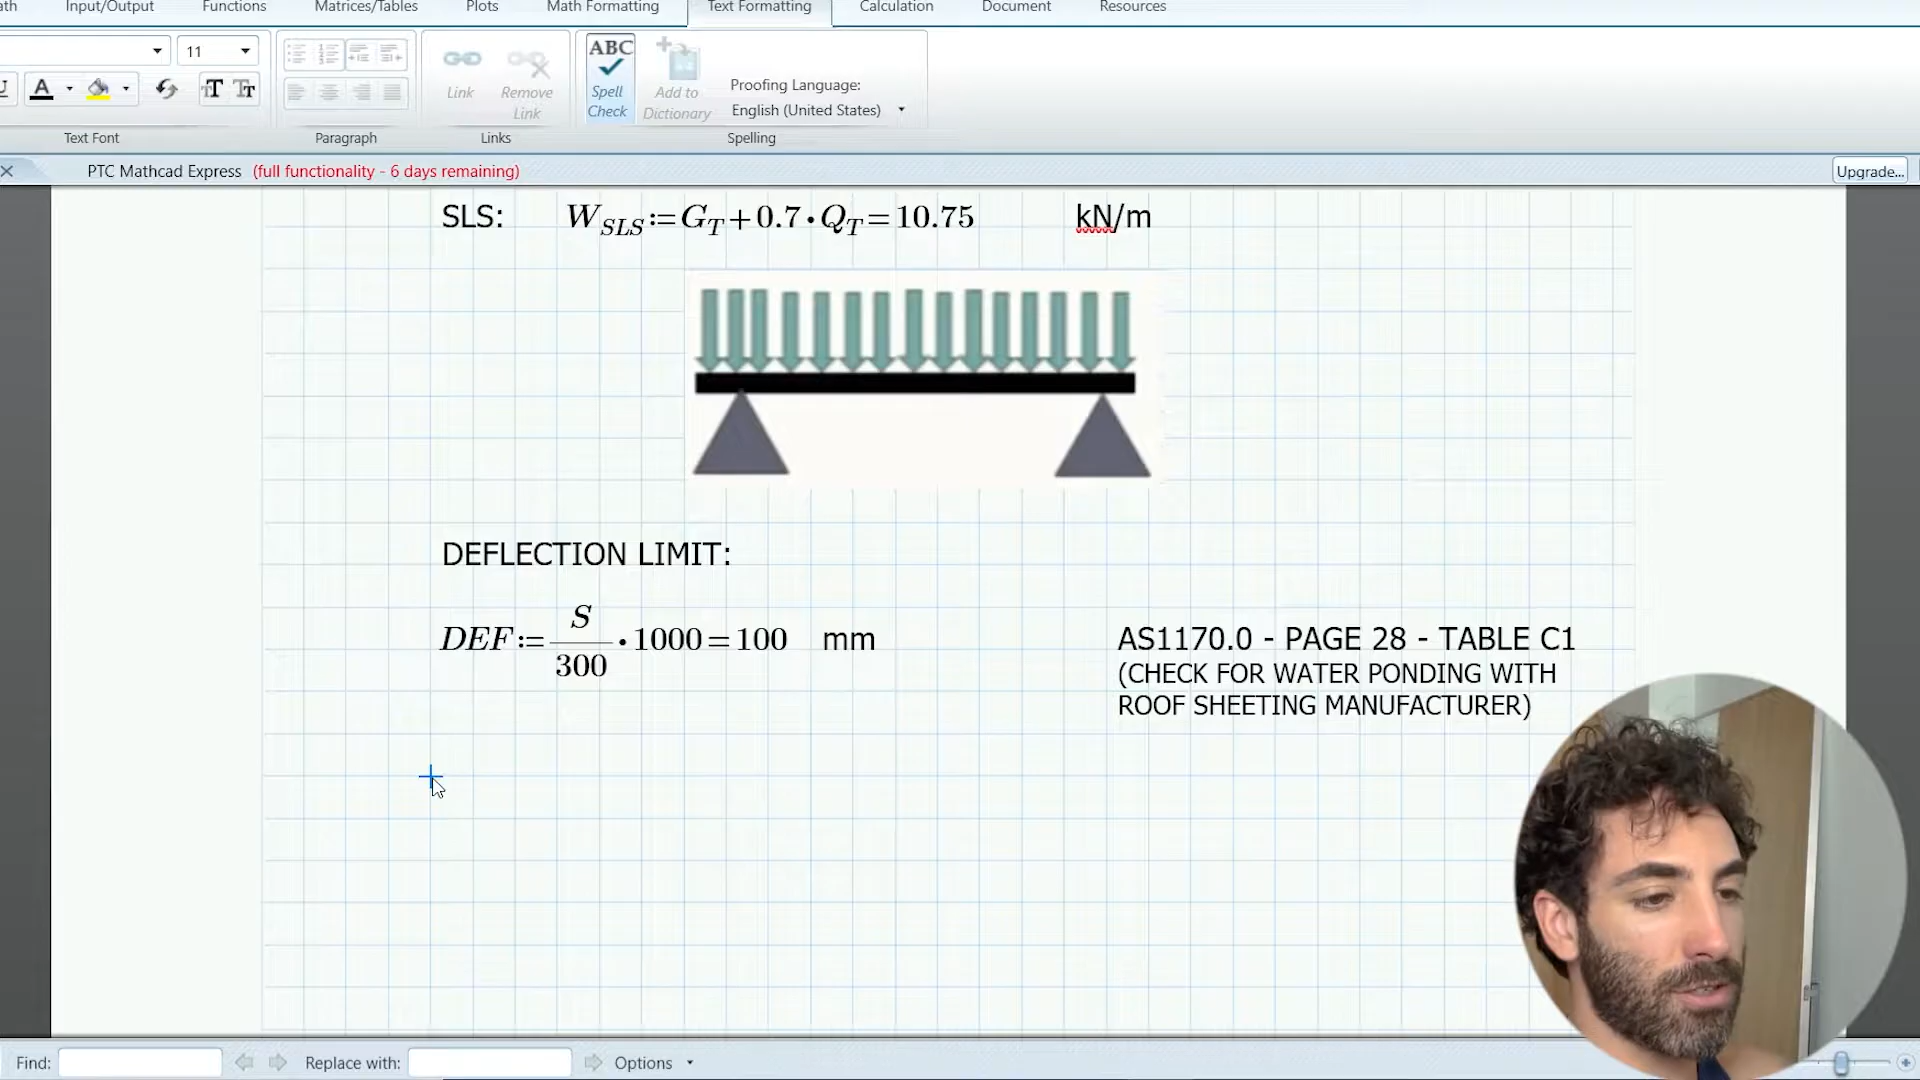 ath Input/Output Functions Matrices/Tables Plots Math Formatting Text Formatting Calculation Document Resources
11
U A
Link
Remove Link
ABC
Spell Check
Add to Dictionary
Proofing Language:
English (United States)
Text Font Paragraph Links Spelling
PTC Mathcad Express (full functionality - 6 days remaining) Upgrade...
SLS: W_SLS := G_T + 0.7 • Q_T = 10.75 kN/m
DEFLECTION LIMIT:
DEF := S/300 • 1000 = 100 mm
AS1170.0 - PAGE 28 - TABLE C1
(CHECK FOR WATER PONDING WITH
ROOF SHEETING MANUFACTURER)
Find: Replace with: Options